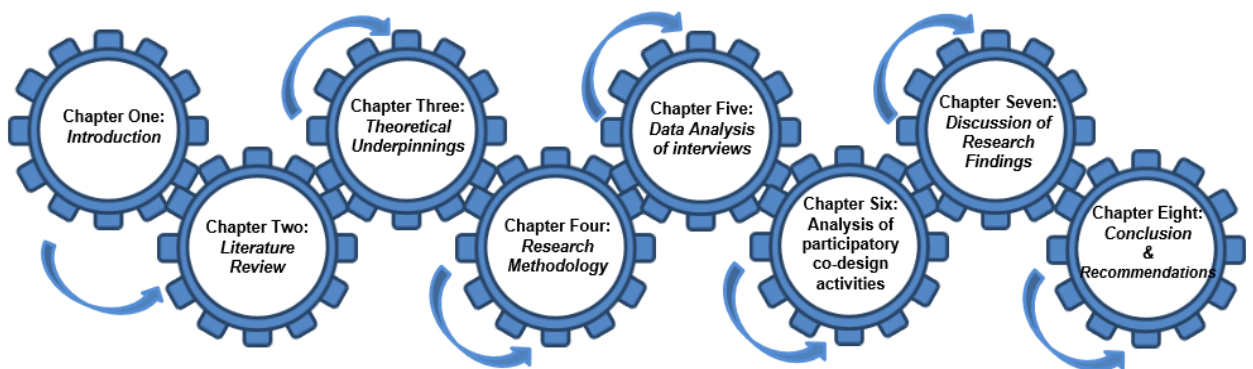 Chapter One:
Introduction
Chapter Two:
Literature
Review
Chapter Three:
Theoretical
Underpinnings
Chapter Four:
Research
Methodology
Chapter Five:
Data Analysis
of interviews
Chapter Six:
Analysis of
participatory
co-design
activities
Chapter Seven:
Discussion of
Research
Findings
Chapter Eight:
Conclusion
&
Recommendations